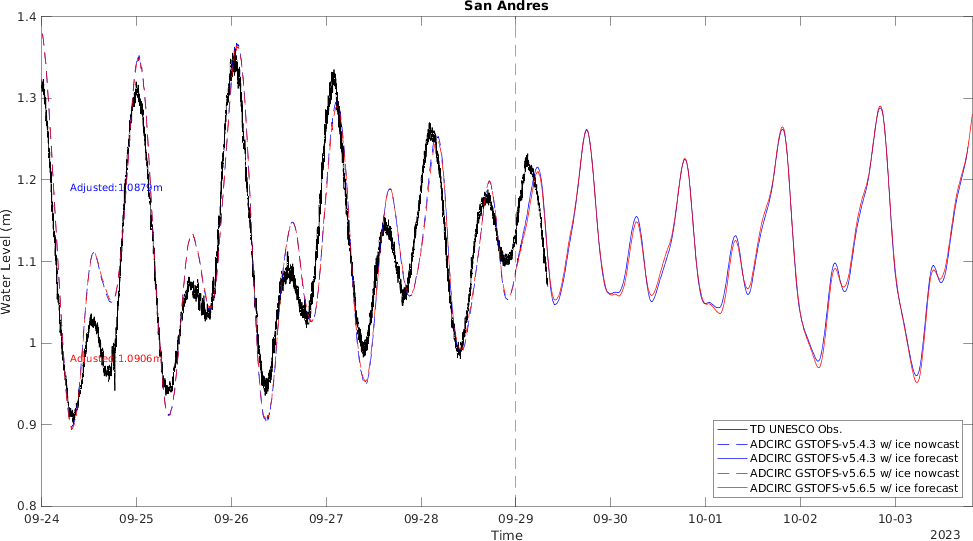 San Andres
1.4
1.3
1.2
1.1
1
0.9
0.8
Water Level (m)
Adjusted:1.0879m
Adjusted:1.0906m
TD UNESCO Obs.
ADCIRC GSTOFS-v5.4.3 w/ ice nowcast
ADCIRC GSTOFS-v5.4.3 w/ ice forecast
ADCIRC GSTOFS-v5.6.5 w/ ice nowcast
ADCIRC GSTOFS-v5.6.5 w/ ice forecast
09-24 09-25 09-26 09-27 09-28 09-29 09-30 10-01 10-02 10-03
Time
2023